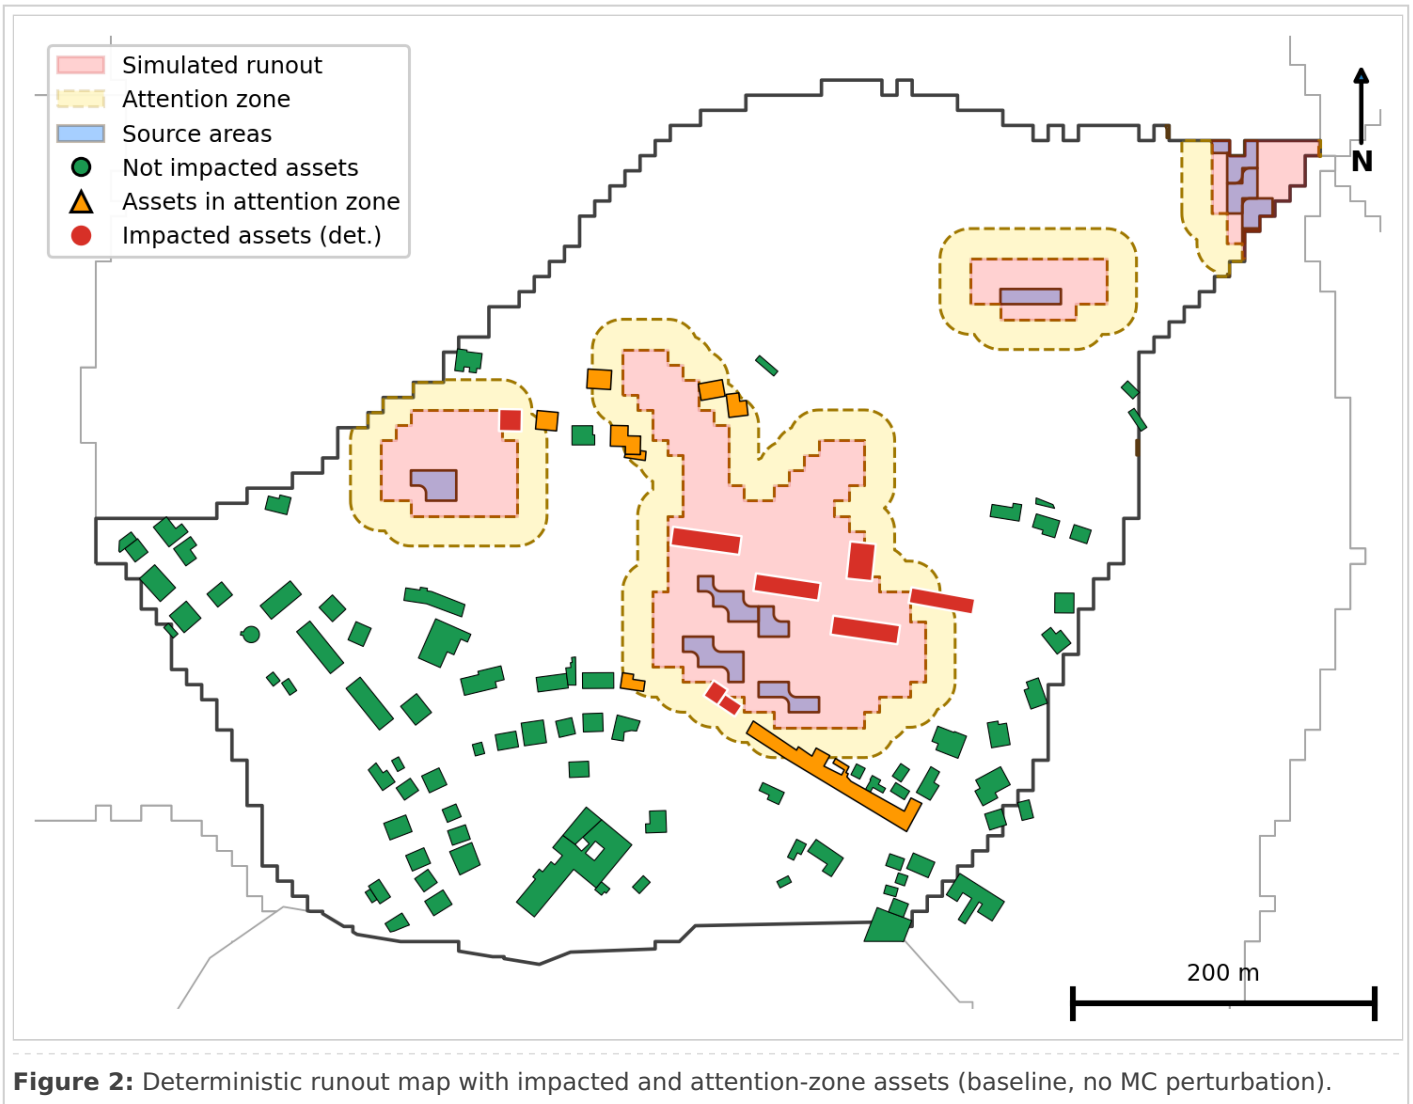 Simulated runout
Attention zone
Source areas
Not impacted assets
Assets in attention zone
Impacted assets (det.)
N
200 m
Figure 2: Deterministic runout map with impacted and attention-zone assets (baseline, no MC perturbation).